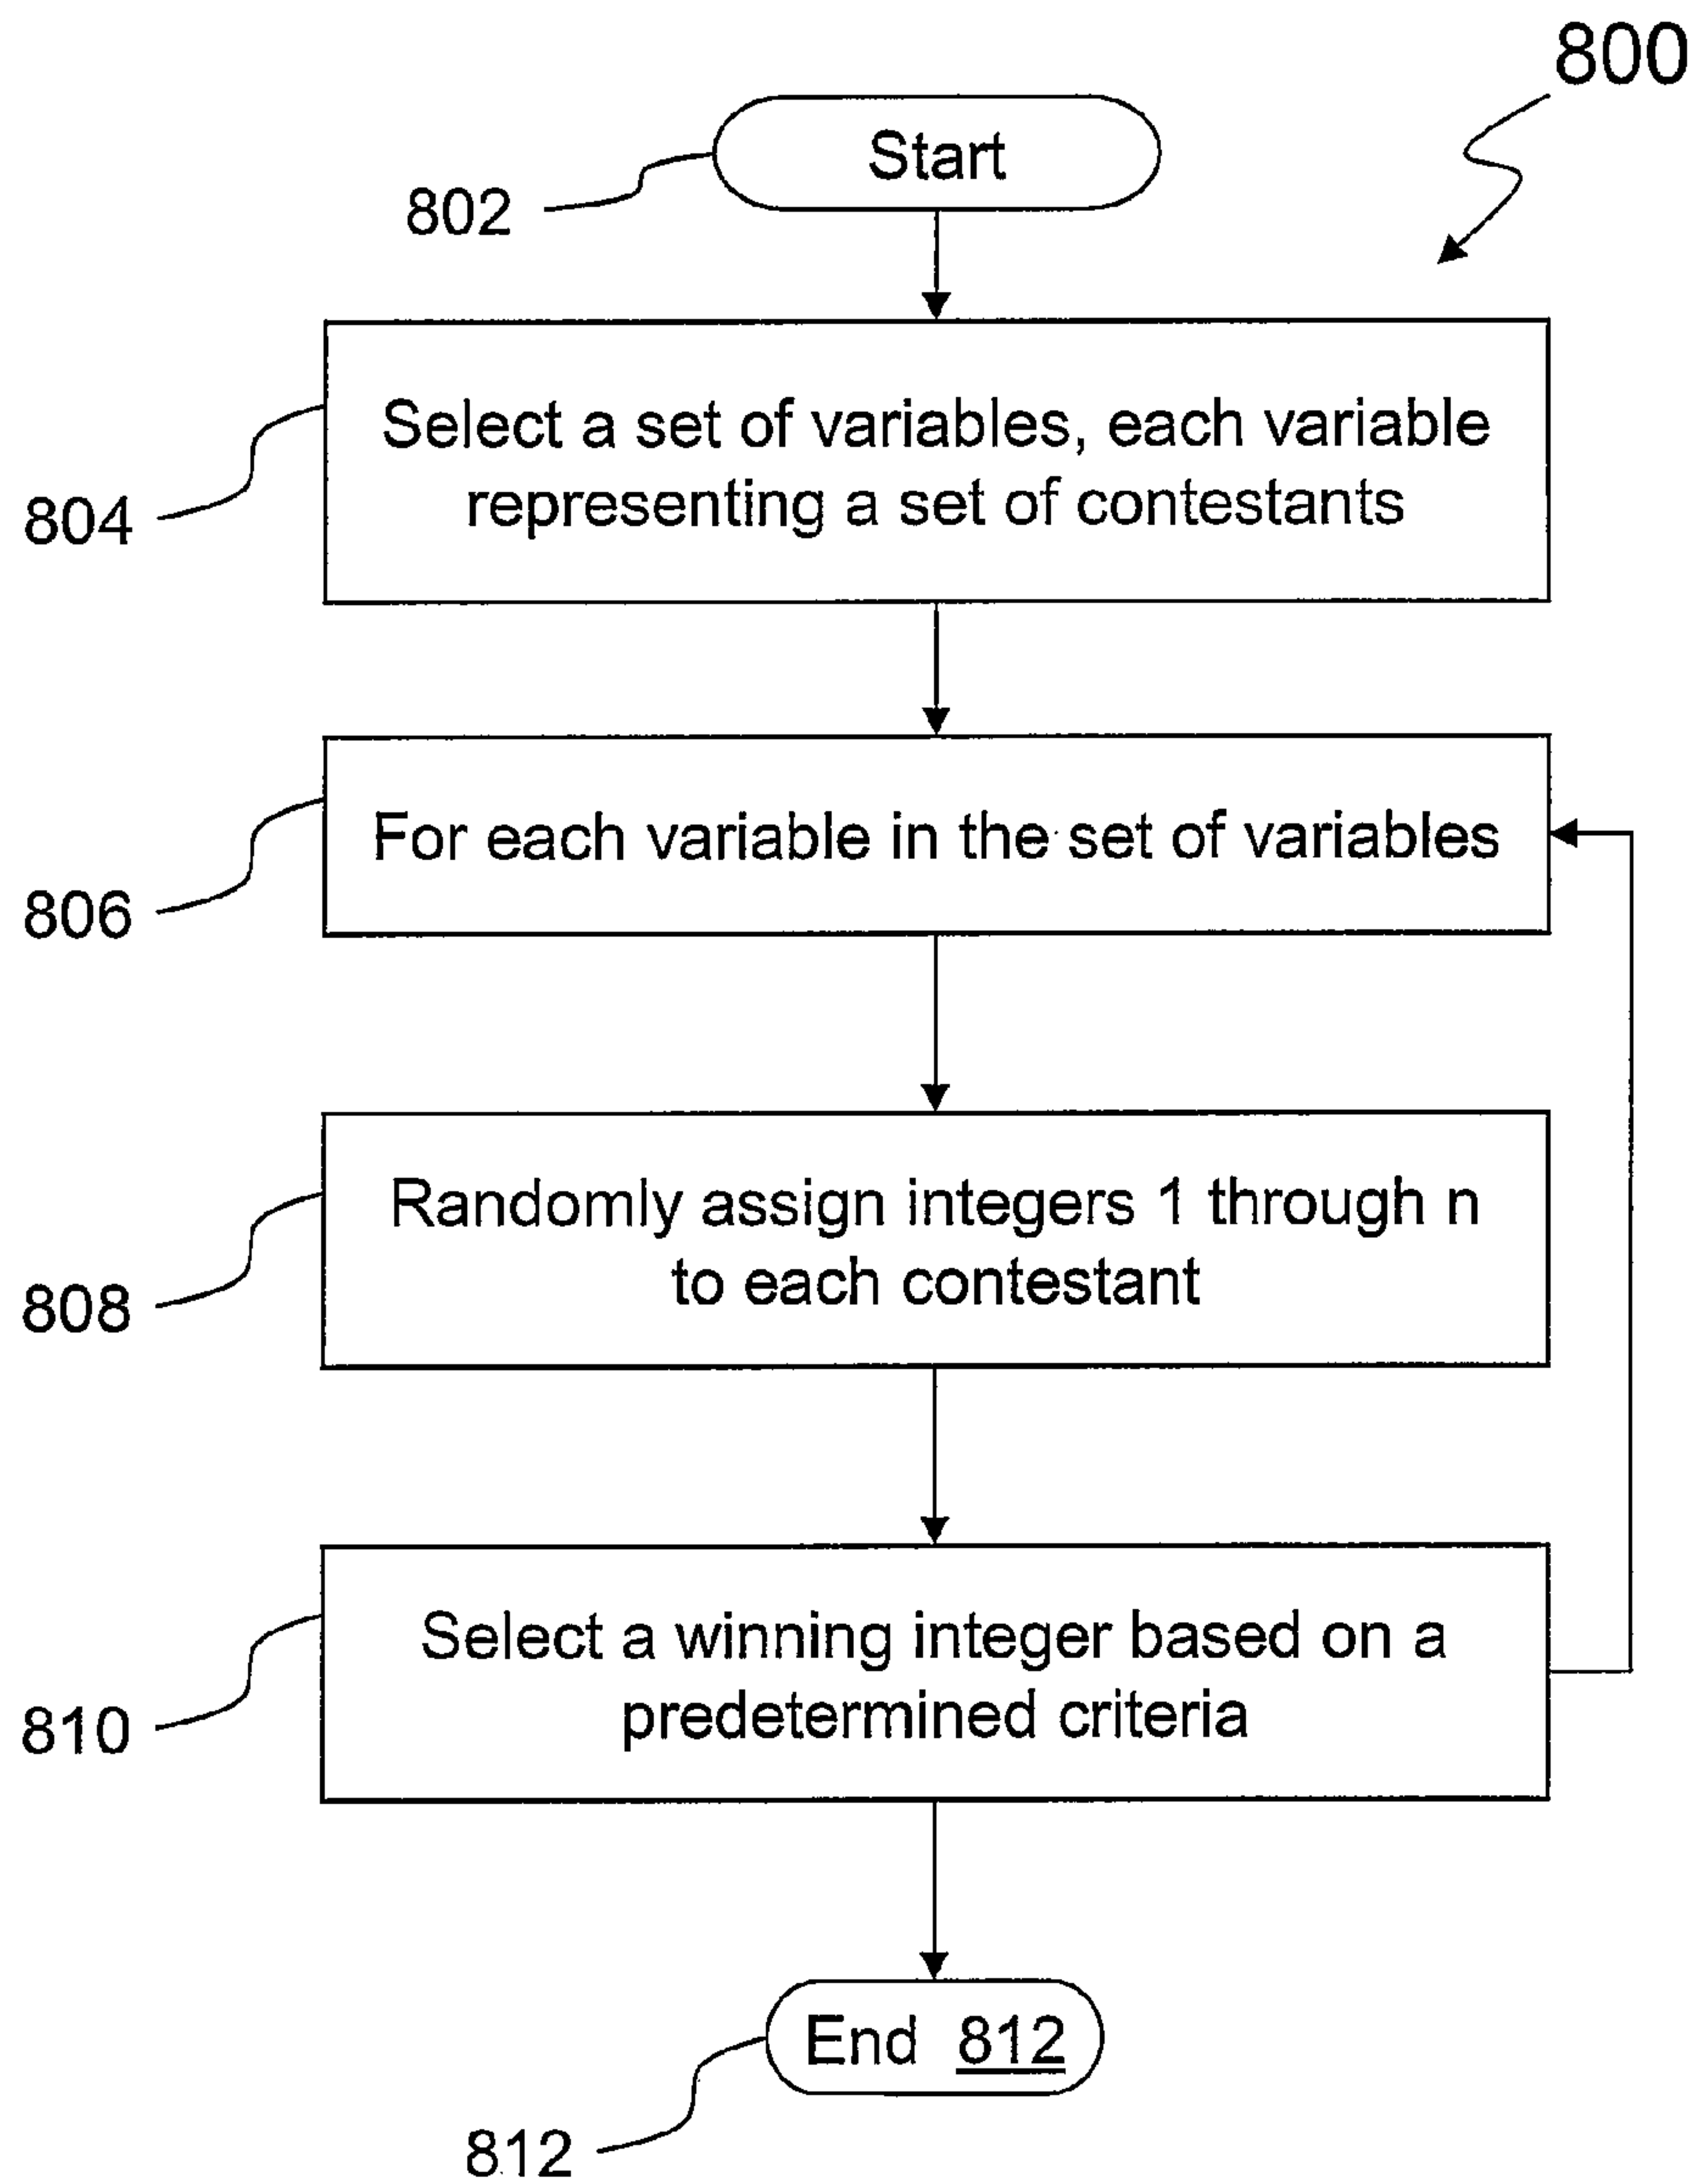 800
Start
802
Select a set of variables, each variable
representing a set of contestants
804
For each variable in the set of variables
806
Randomly assign integers 1 through n
to each contestant
808
Select a winning integer based on a
predetermined criteria
810
End 812
812